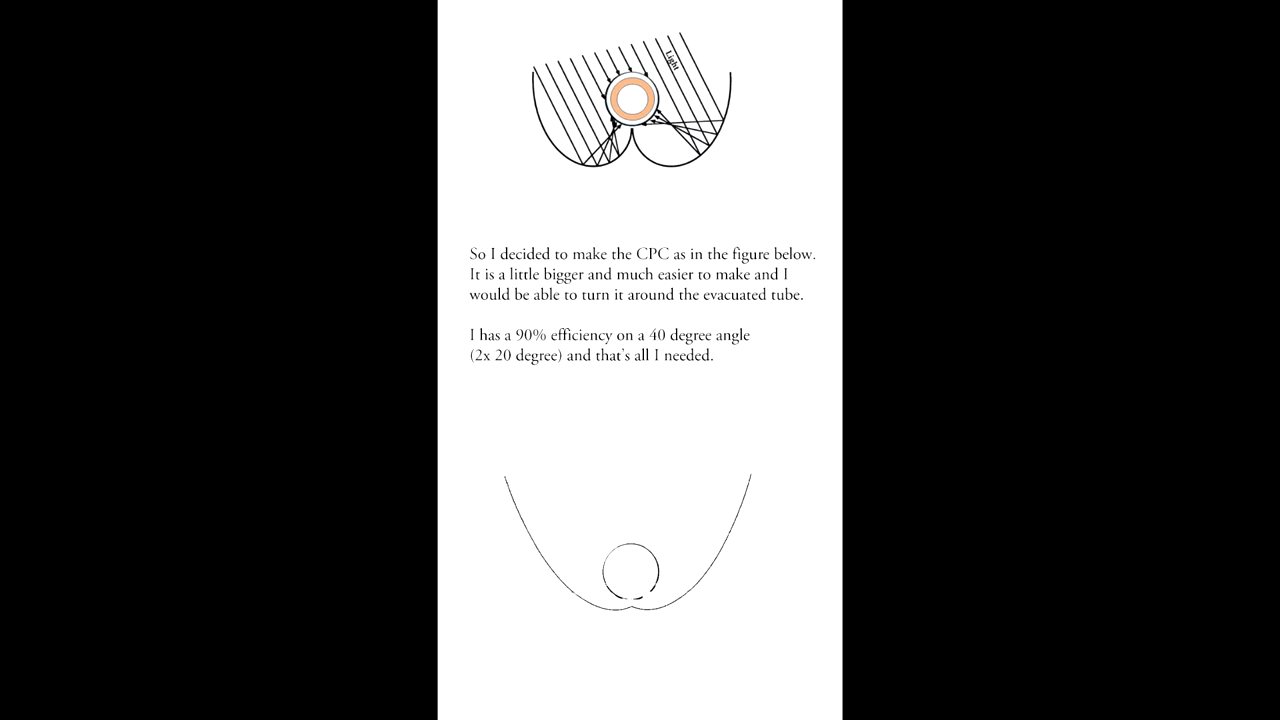 Light
So I decided to make the CPC as in the figure below.
It is a little bigger and much easier to make and I
would be able to turn it around the evacuated tube.
I has a 90% efficiency on a 40 degree angle
(2x 20 degree) and that's all I needed.